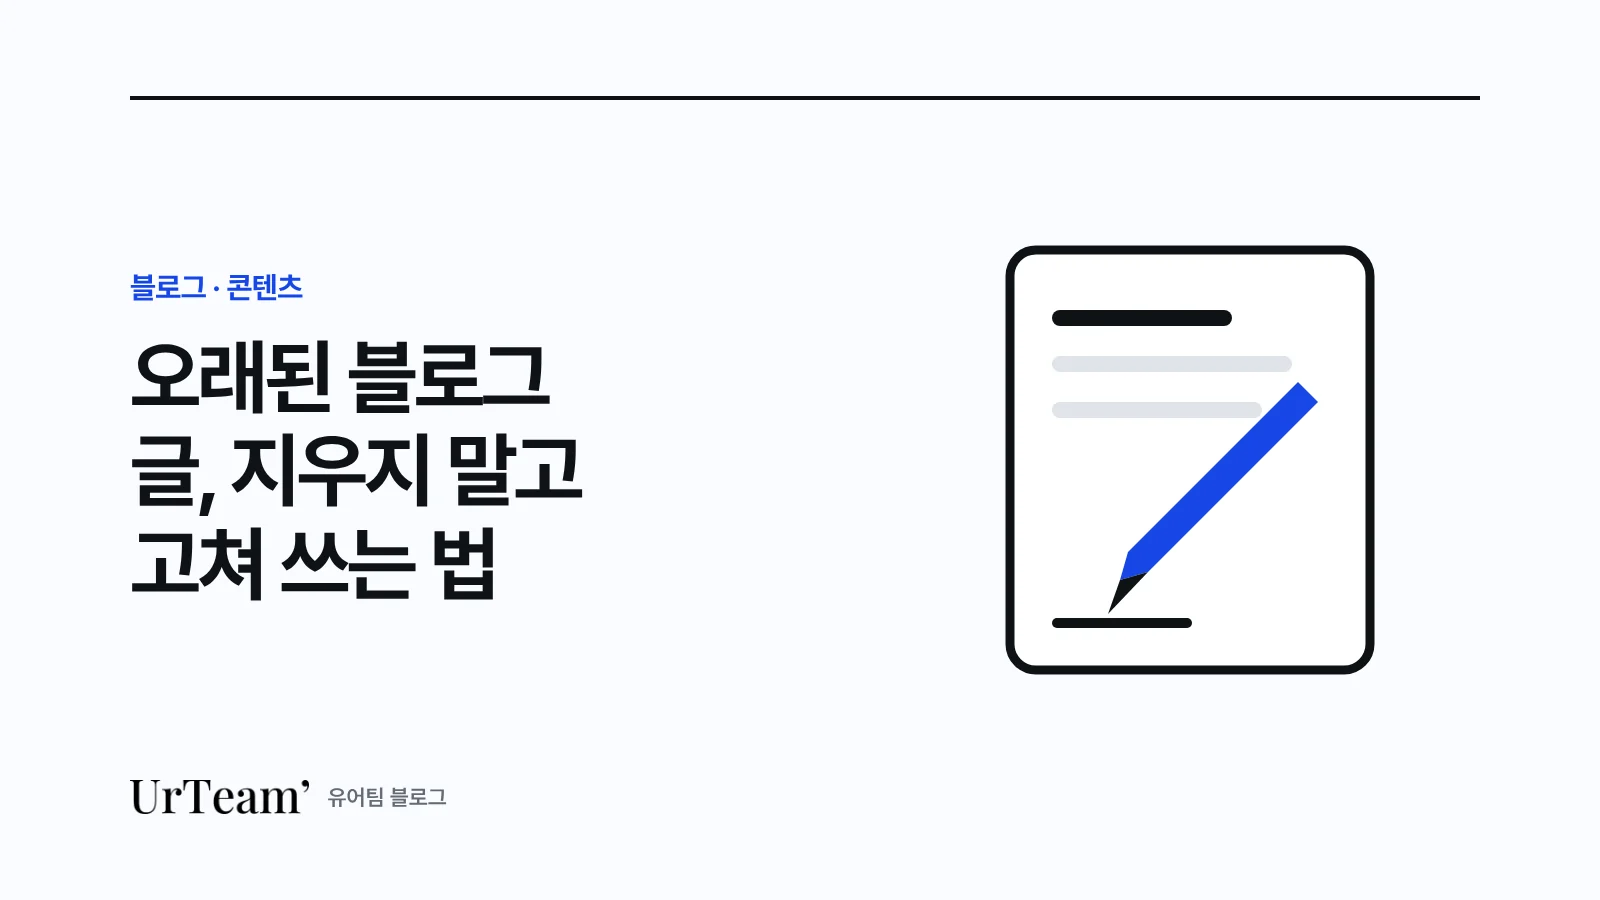 블로그 · 콘텐츠
오래된 블로그
글, 지우지 말고
고쳐 쓰는 법
UrTeam’ 유어팀 블로그